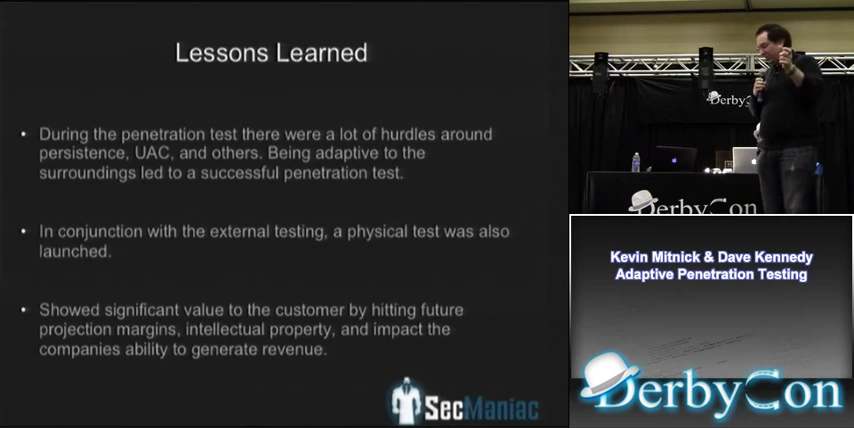 Lessons Learned
• During the penetration test there were a lot of hurdles around
persistence, UAC, and others. Being adaptive to the
surroundings led to a successful penetration test.
• In conjunction with the external testing, a physical test was also
launched.
• Showed significant value to the customer by hitting future
projection margins, intellectual property, and impact the
companies ability to generate revenue.
SecManiac
DerbyC
DerbyCon
Kevin Mitnick & Dave Kennedy
Adaptive Penetration Testing
DerbyCon